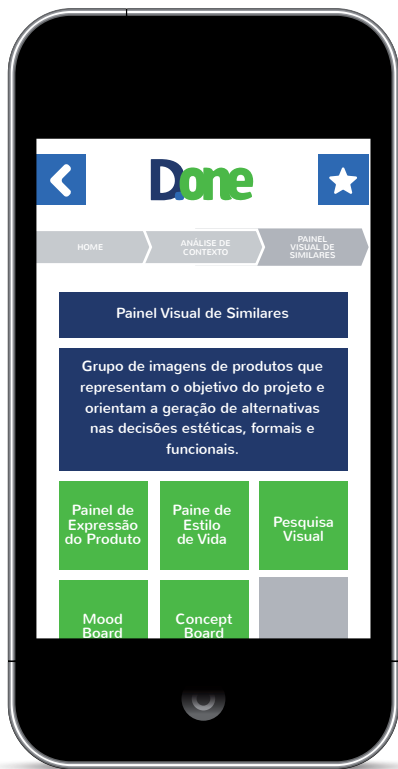 D.one
HOME
ANÁLISE DE
CONTEXTO
PAINEL
VISUAL DE
SIMILARES
Painel Visual de Similares
Grupo de imagens de produtos que
representam o objetivo do projeto e
orientam a geração de alternativas
nas decisões estéticas, formais e
funcionais.
Painel de
Expressão
do Produto
Paine de
Estilo
de Vida
Pesquisa
Visual
Mood
Board
Concept
Board